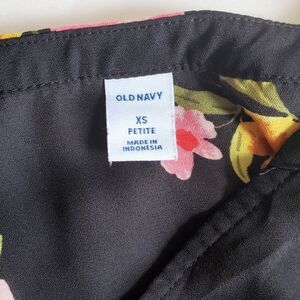 OLD NAVY
XS
PETITE
MADE IN
INDONESIA